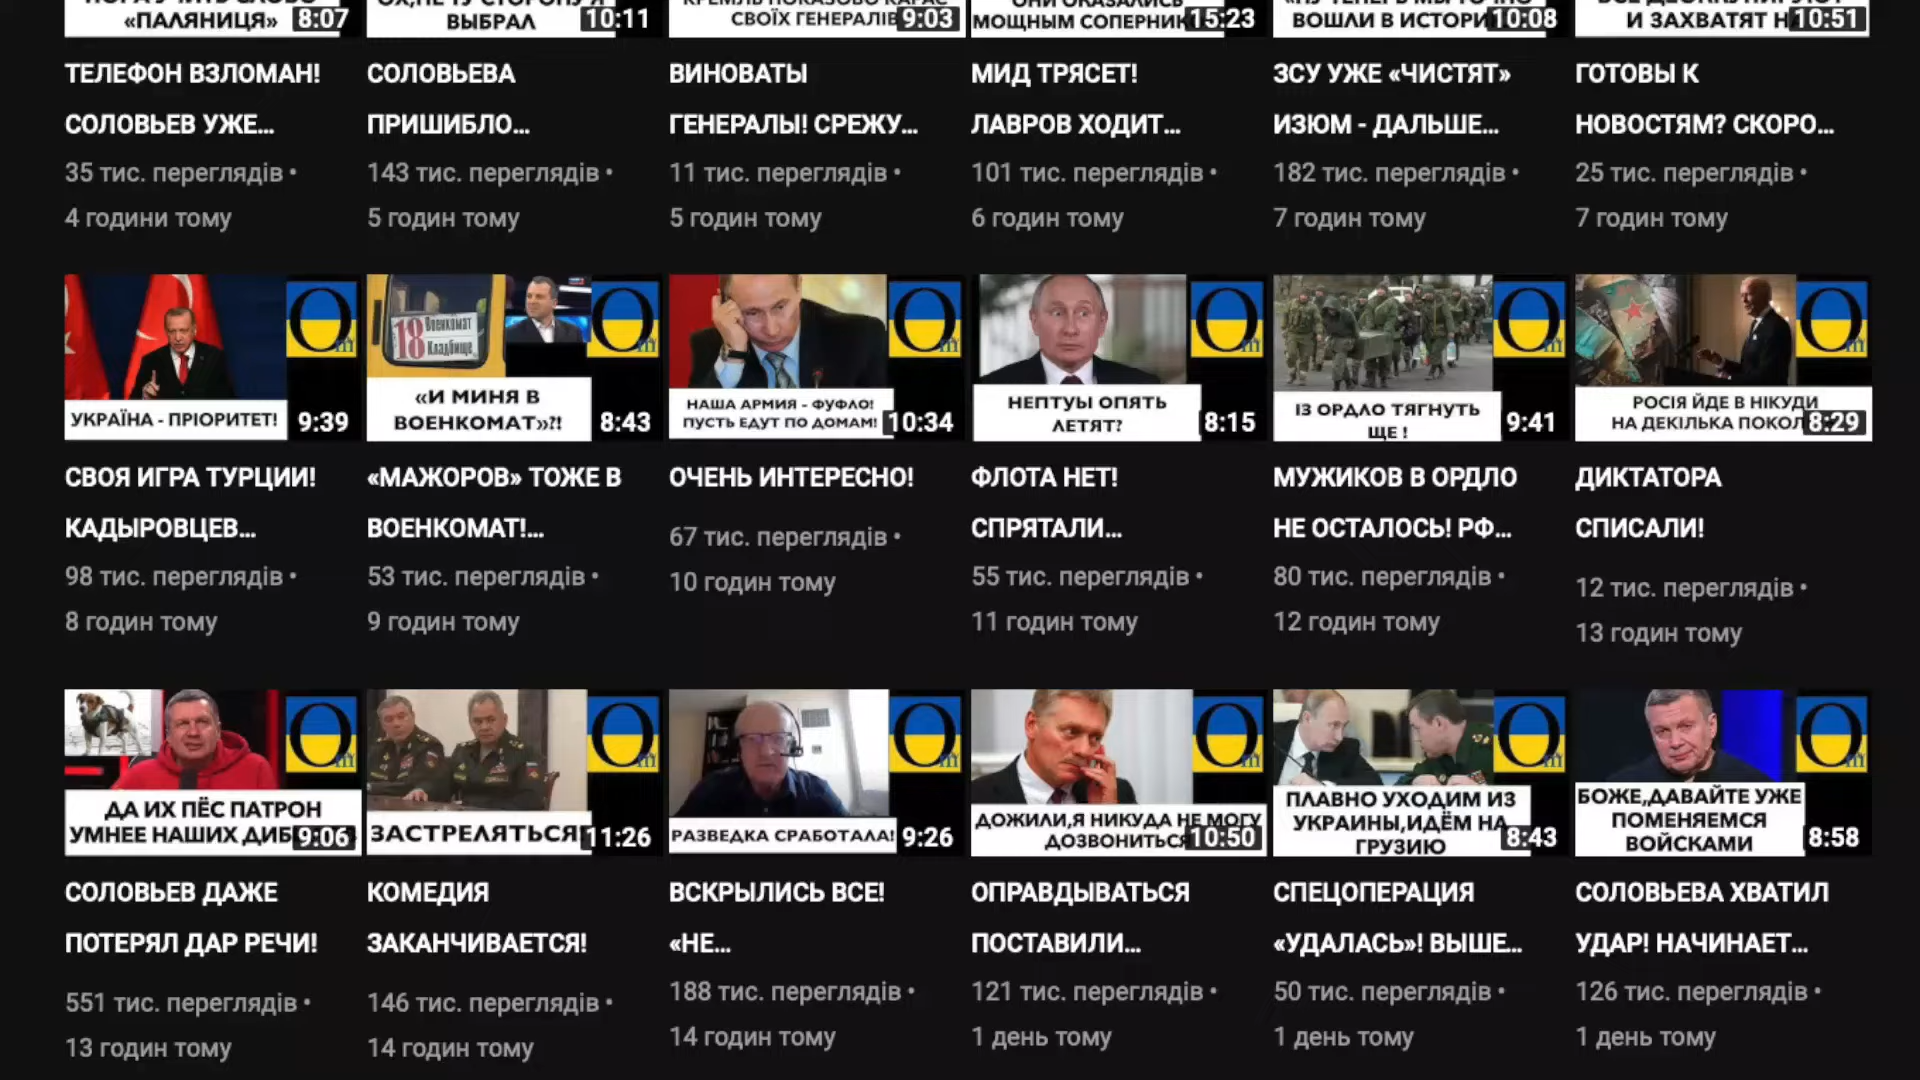 «ПАЛЯНИЦЯ» 8:07
ВЫБРАЛ 10:11
СВОЇХ ГЕНЕРАЛІВ 9:03
МОЩНЫМ СОПЕРНИК 15:23
ВОШЛИ В ИСТОРИ 10:08
И ЗАХВАТЯТ Н 10:51
ТЕЛЕФОН ВЗЛОМАН!
СОЛОВЬЕВ УЖЕ...
35 тис. переглядів •
4 години тому
СОЛОВЬЕВА
ПРИШИБЛО...
143 тис. переглядів •
5 годин тому
ВИНОВАТЫ
ГЕНЕРАЛЫ! СРЕЖУ...
11 тис. переглядів •
5 годин тому
МИД ТРЯСЕТ!
ЛАВРОВ ХОДИТ...
101 тис. переглядів •
6 годин тому
ЗСУ УЖЕ «ЧИСТЯТ»
ИЗЮМ - ДАЛЬШЕ...
182 тис. переглядів •
7 годин тому
ГОТОВЫ К
НОВОСТЯМ? СКОРО...
25 тис. переглядів •
7 годин тому
УКРАЇНА - ПРІОРИТЕТ! 9:39
СВОЯ ИГРА ТУРЦИИ!
КАДЫРОВЦЕВ...
98 тис. переглядів •
8 годин тому
18 Военкомат
Кладбище
«И МИНЯ В
ВОЕНКОМАТ»?! 8:43
«МАЖОРОВ» ТОЖЕ В
ВОЕНКОМАТ!...
53 тис. переглядів •
9 годин тому
НАША АРМИЯ - ФУФЛО!
ПУСТЬ ЕДУТ ПО ДОМАМ! 10:34
ОЧЕНЬ ИНТЕРЕСНО!
67 тис. переглядів •
10 годин тому
НЕПТУЫ ОПЯТЬ
ЛЕТЯТ? 8:15
ФЛОТА НЕТ!
СПРЯТАЛИ...
55 тис. переглядів •
11 годин тому
ІЗ ОРДЛО ТЯГНУТЬ
ЩЕ ! 9:41
МУЖИКОВ В ОРДЛО
НЕ ОСТАЛОСЬ! РФ...
80 тис. переглядів •
12 годин тому
РОСІЯ ЙДЕ В НІКУДИ
НА ДЕКІЛЬКА ПОКОЛ 8:29
ДИКТАТОРА
СПИСАЛИ!
12 тис. переглядів •
13 годин тому
ДА ИХ ПЁС ПАТРОН
УМНЕЕ НАШИХ ДИБ 9:06
СОЛОВЬЕВ ДАЖЕ
ПОТЕРЯЛ ДАР РЕЧИ!
551 тис. переглядів •
13 годин тому
ЗАСТРЕЛЯТЬСЯ! 11:26
КОМЕДИЯ
ЗАКАНЧИВАЕТСЯ!
146 тис. переглядів •
14 годин тому
РАЗВЕДКА СРАБОТАЛА! 9:26
ВСКРЫЛИСЬ ВСЕ!
«НЕ...
188 тис. переглядів •
14 годин тому
ДОЖИЛИ,Я НИКУДА НЕ МОГУ
ДОЗВОНИТЬСЯ 10:50
ОПРАВДЫВАТЬСЯ
ПОСТАВИЛИ...
121 тис. переглядів •
1 день тому
ПЛАВНО УХОДИМ ИЗ
УКРАИНЫ,ИДЁМ НА
ГРУЗИЮ 8:43
СПЕЦОПЕРАЦИЯ
«УДАЛАСЬ»! ВЫШЕ...
50 тис. переглядів •
1 день тому
БОЖЕ,ДАВАЙТЕ УЖЕ
ПОМЕНЯЕМСЯ
ВОЙСКАМИ 8:58
СОЛОВЬЕВА ХВАТИЛ
УДАР! НАЧИНАЕТ...
126 тис. переглядів •
1 день тому